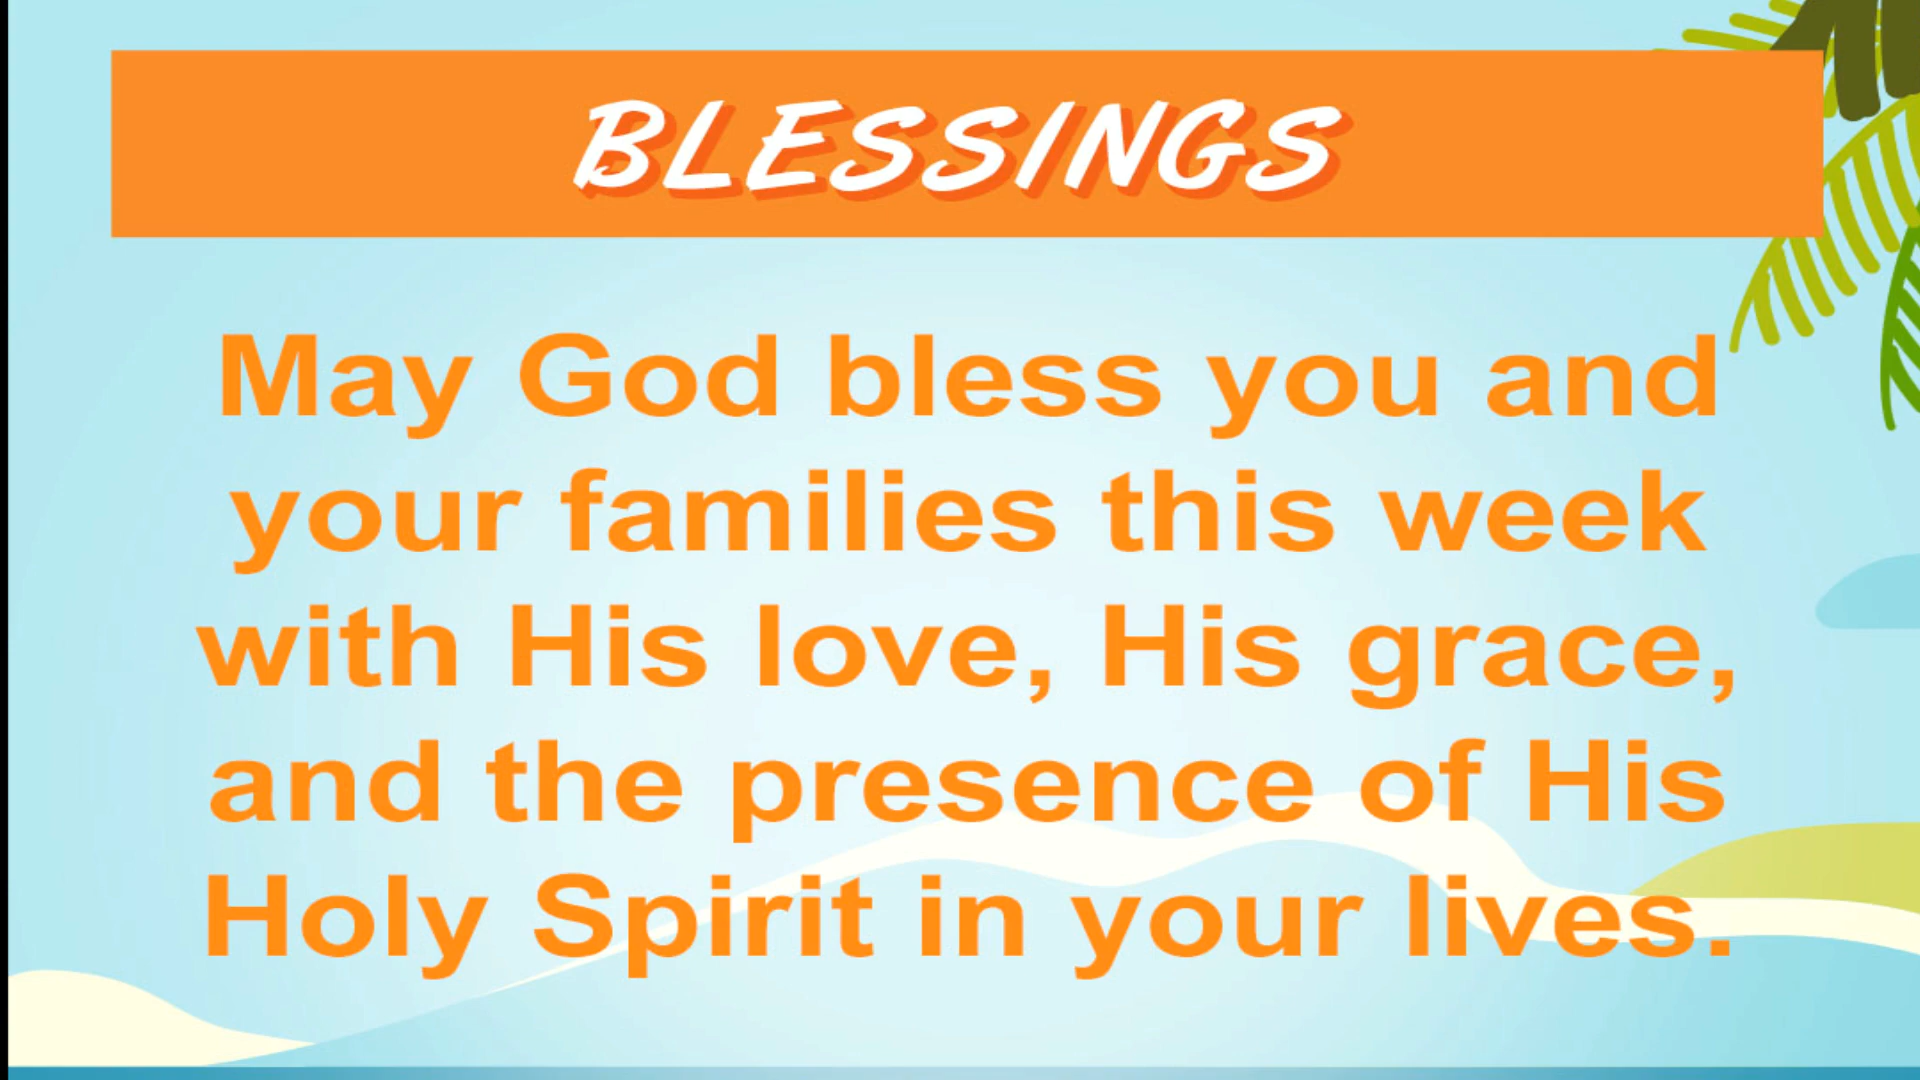 BLESSINGS
May God bless you and
your families this week
with His love, His grace,
and the presence of His
Holy Spirit in your lives.